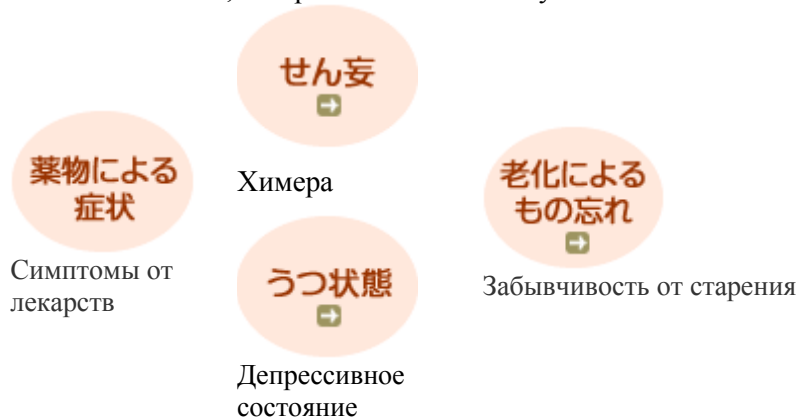 せん妄
薬物による
症状
Химера
老化による
もの忘れ
Симптомы от
лекарств
うつ状態
Забывчивость от старения
Депрессивное
состояние